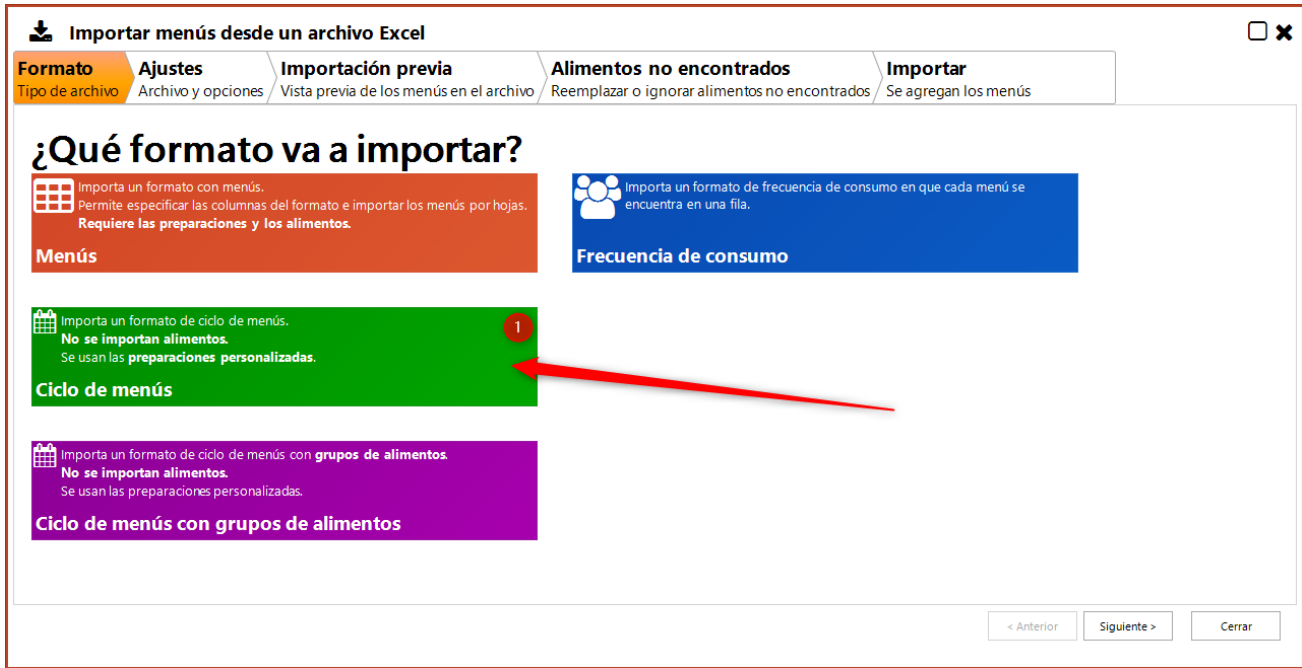 Importar menús desde un archivo Excel
Formato
Tipo de archivo
Ajustes
Archivo y opciones
Importación previa
Vista previa de los menús en el archivo
Alimentos no encontrados
Reemplazar o ignorar alimentos no encontrados
Importar
Se agregan los menús
¿Qué formato va a importar?
Importa un formato con menús.
Permite especificar las columnas del formato e importar los menús por hojas.
Requiere las preparaciones y los alimentos.
Menús
Importa un formato de frecuencia de consumo en que cada menú se
encuentra en una fila.
Frecuencia de consumo
Importa un formato de ciclo de menús.
No se importan alimentos.
Se usan las preparaciones personalizadas.
Ciclo de menús
1
Importa un formato de ciclo de menús con grupos de alimentos.
No se importan alimentos.
Se usan las preparaciones personalizadas.
Ciclo de menús con grupos de alimentos
< Anterior
Siguiente >
Cerrar